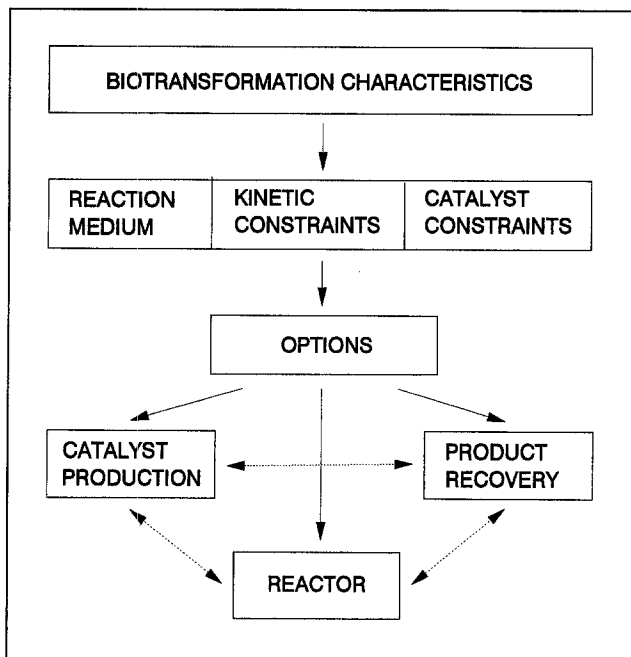 BIOTRANSFORMATION CHARACTERISTICS
REACTION MEDIUM
KINETIC CONSTRAINTS
CATALYST CONSTRAINTS
OPTIONS
CATALYST PRODUCTION
PRODUCT RECOVERY
REACTOR